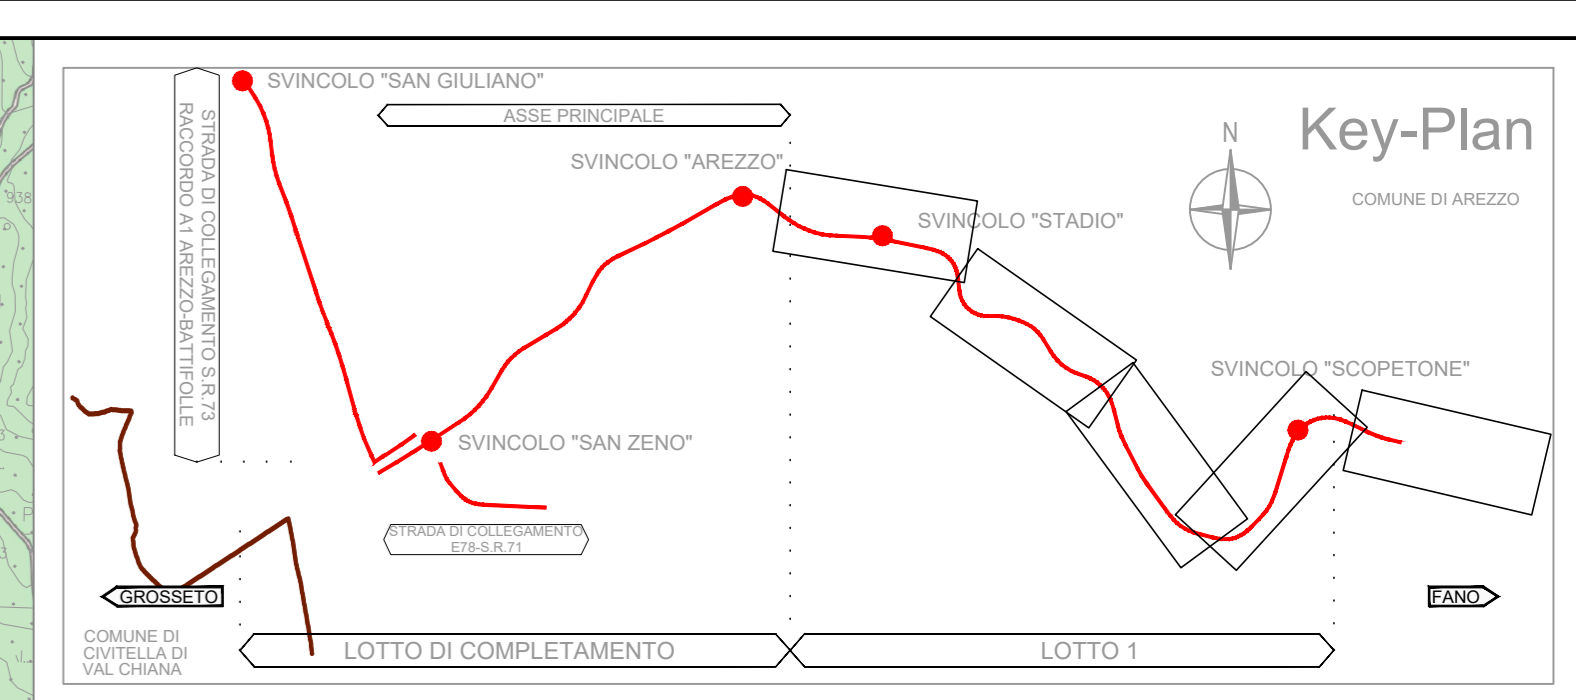 SVINCOLO "SAN GIULIANO"
ASSE PRINCIPALE
Key-Plan
N
SVINCOLO "AREZZO"
COMUNE DI AREZZO
SVINCOLO "STADIO"
STRADA DI COLLEGAMENTO S.R.73
RACCORDO A1 AREZZO-BATTIFOLLE
938
SVINCOLO "SCOPETONE"
SVINCOLO "SAN ZENO"
STRADA DI COLLEGAMENTO
E78-S.R.71
GROSSETO
FANO
COMUNE DI
CIVITELLA DI
VAL CHIANA
LOTTO DI COMPLETAMENTO
LOTTO 1